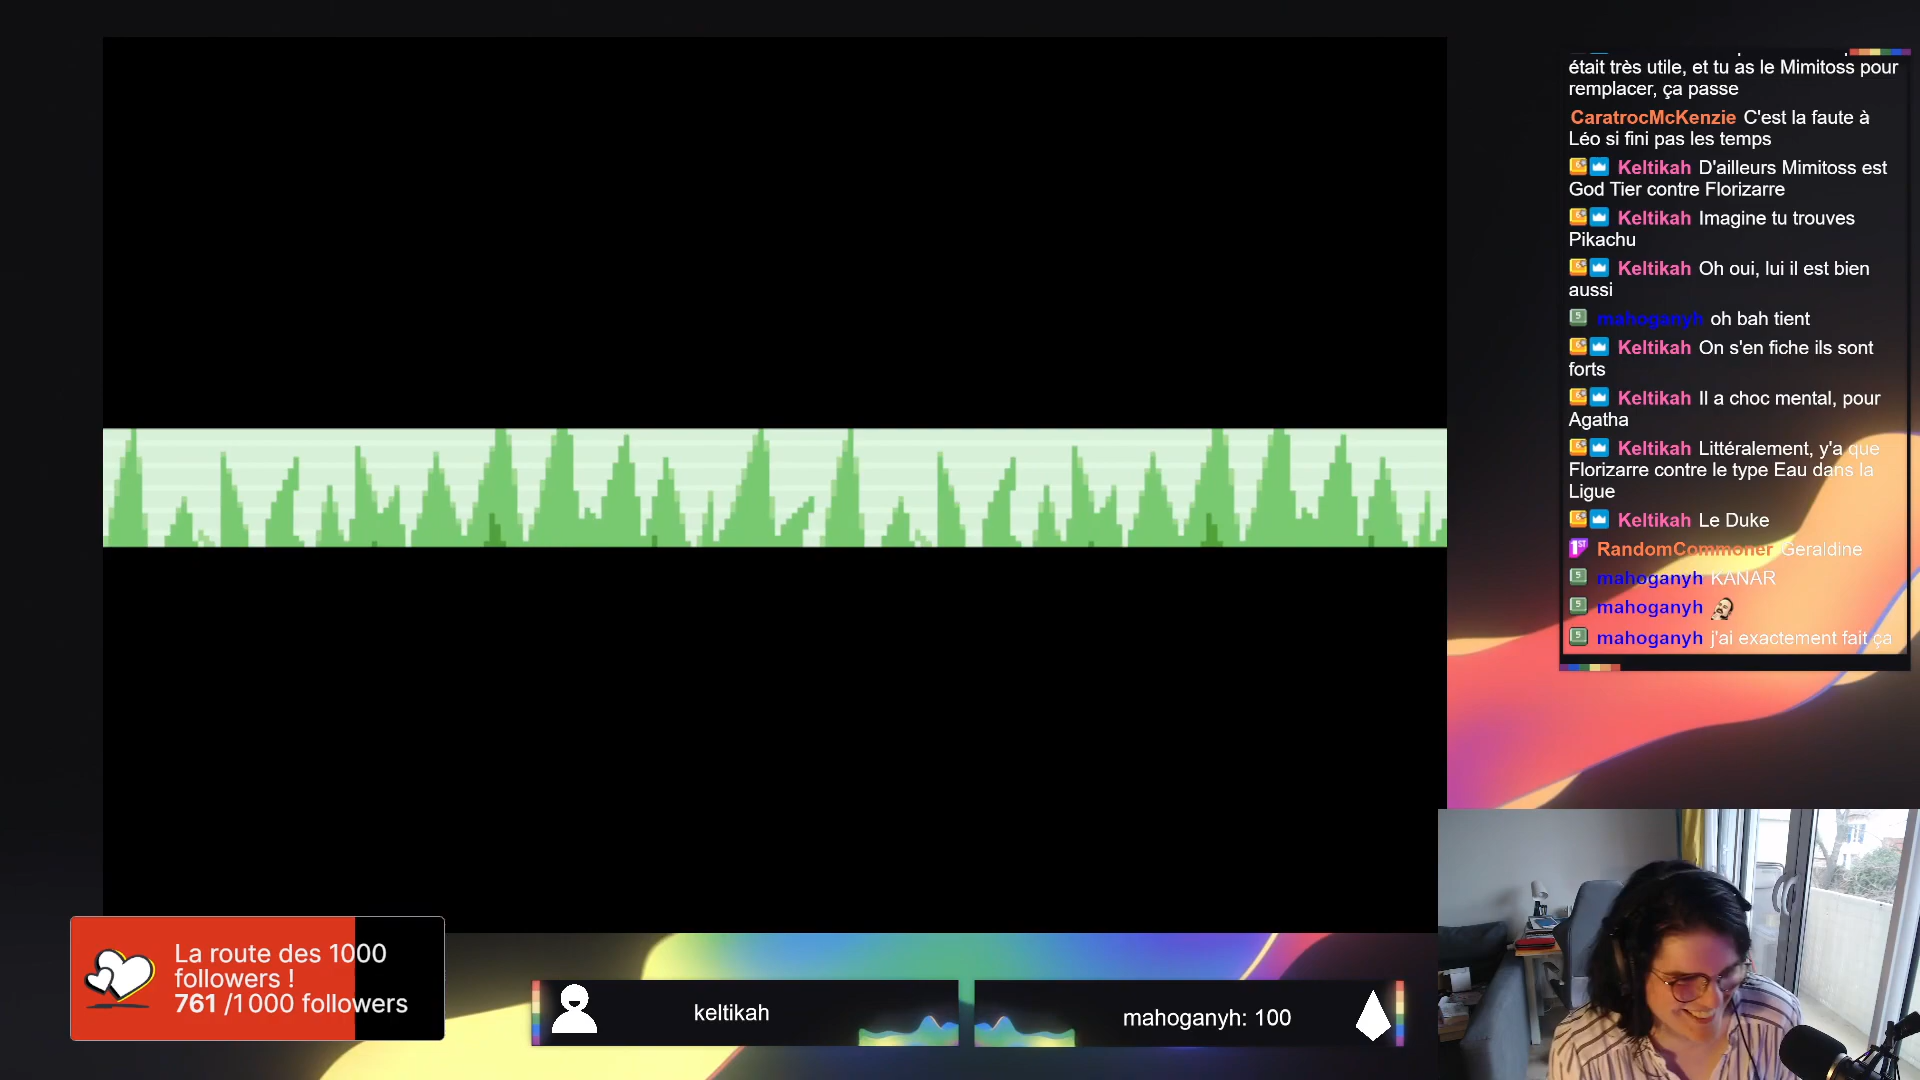 était très utile, et tu as le Mimitoss pour
remplacer, ça passe
CaratrocMcKenzie C'est la faute à
Léo si fini pas les temps
Keltikah D'ailleurs Mimitoss est
God Tier contre Florizarre
Keltikah Imagine tu trouves
Pikachu
Keltikah Oh oui, lui il est bien
aussi
mahoganyh oh bah tient
Keltikah On s'en fiche ils sont
forts
Keltikah Il a choc mental, pour
Agatha
Keltikah Littéralement, y'a que
Florizarre contre le type Eau dans la
Ligue
Keltikah Le Duke
1ST RandomCommoner Geraldine
mahoganyh KANAR
mahoganyh
mahoganyh j'ai exactement fait ça
La route des 1000
followers !
761 /1 000 followers
keltikah
mahoganyh: 100